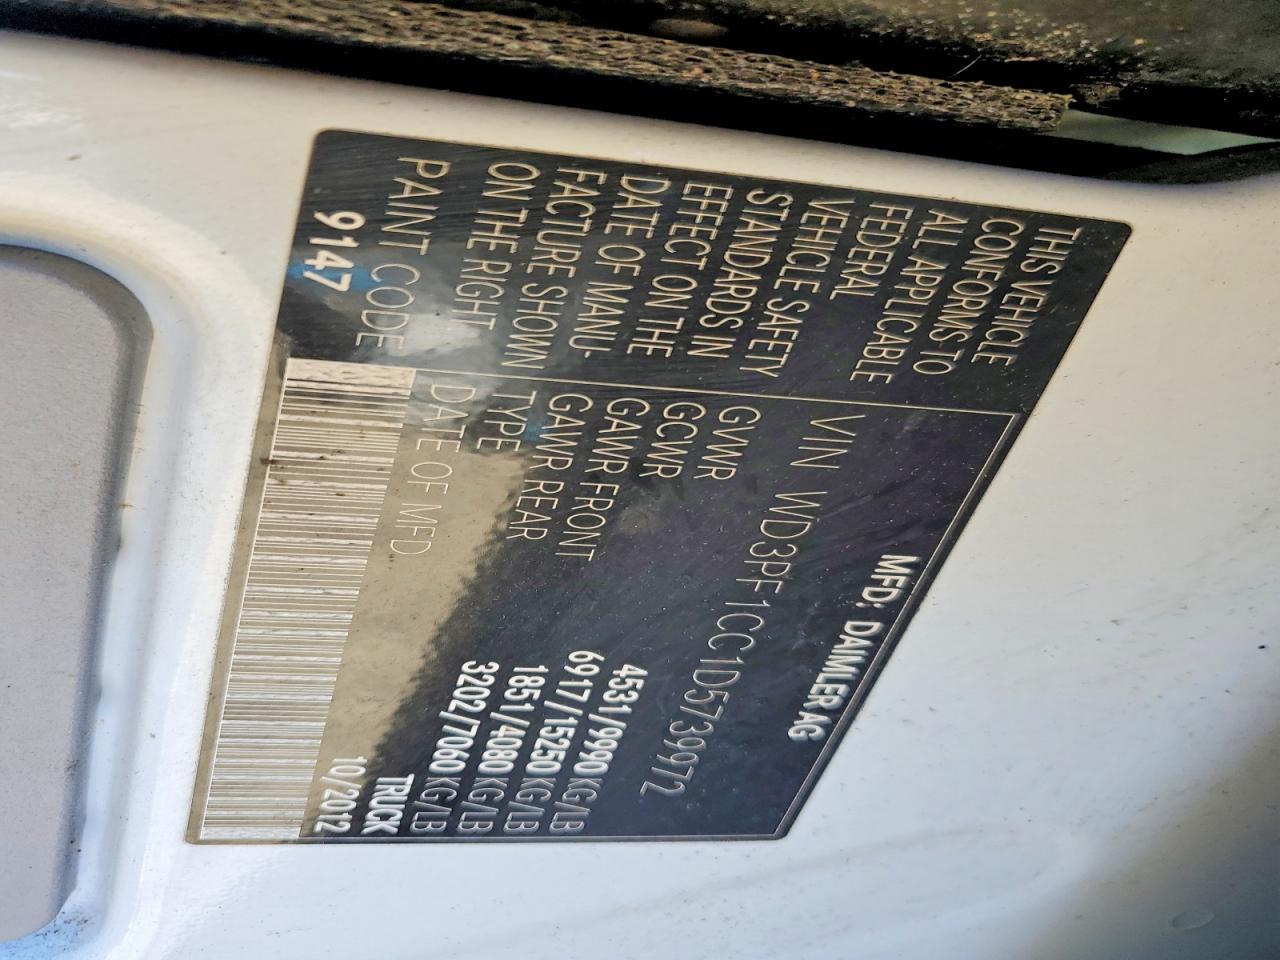 THIS VEHICLE
CONFORMS TO
ALL APPLICABLE
FEDERAL
VEHICLE SAFETY
STANDARDS IN
EFFECT ON THE
DATE OF MANU-
FACTURE SHOWN
ON THE RIGHT
PAINT CODE
9147
MFD: DAIMLER AG
VIN WD3PF1CC1D5739972
GVWR 4531/9990 KG/LB
GCWR 6917/15250 KG/LB
GAWR FRONT 1851/4080 KG/LB
GAWR REAR 3202/7060 KG/LB
TYPE TRUCK
DATE OF MFD 10/2012